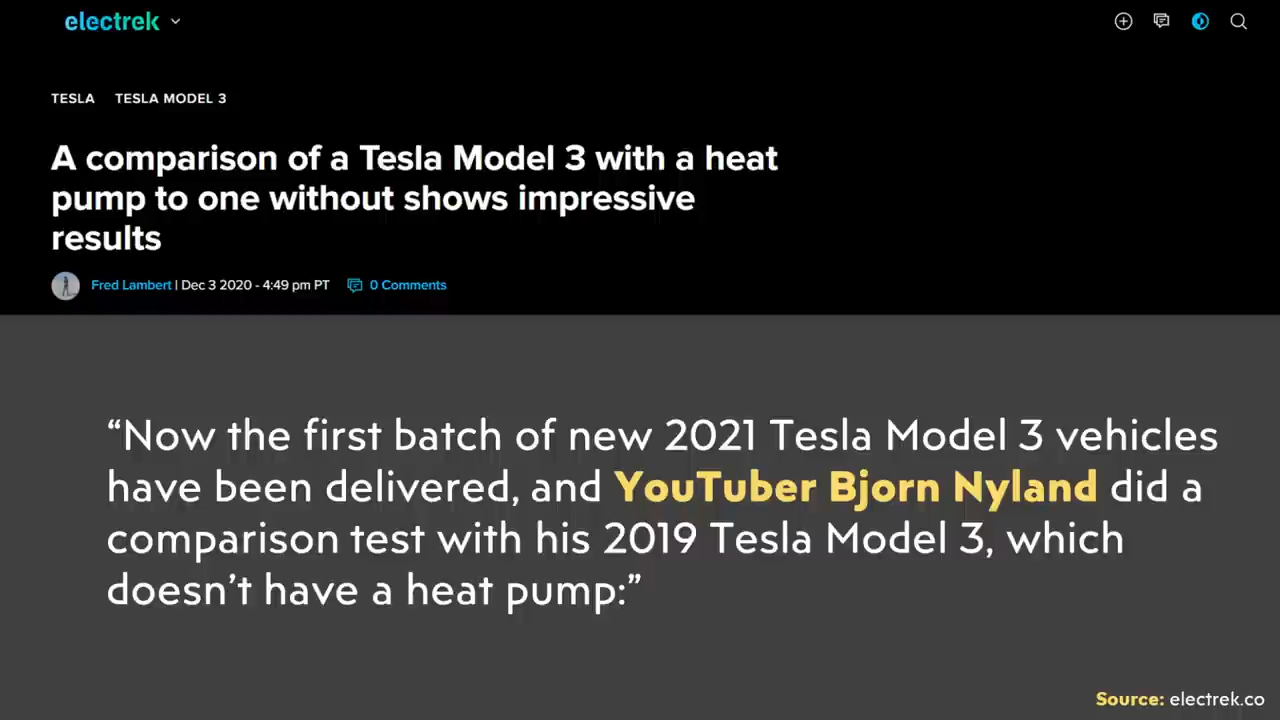 electrek
TESLA TESLA MODEL 3
A comparison of a Tesla Model 3 with a heat
pump to one without shows impressive
results
Fred Lambert | Dec 3 2020 - 4:49 pm PT 0 Comments
“Now the first batch of new 2021 Tesla Model 3 vehicles
have been delivered, and YouTuber Bjorn Nyland did a
comparison test with his 2019 Tesla Model 3, which
doesn’t have a heat pump:”
Source: electrek.co